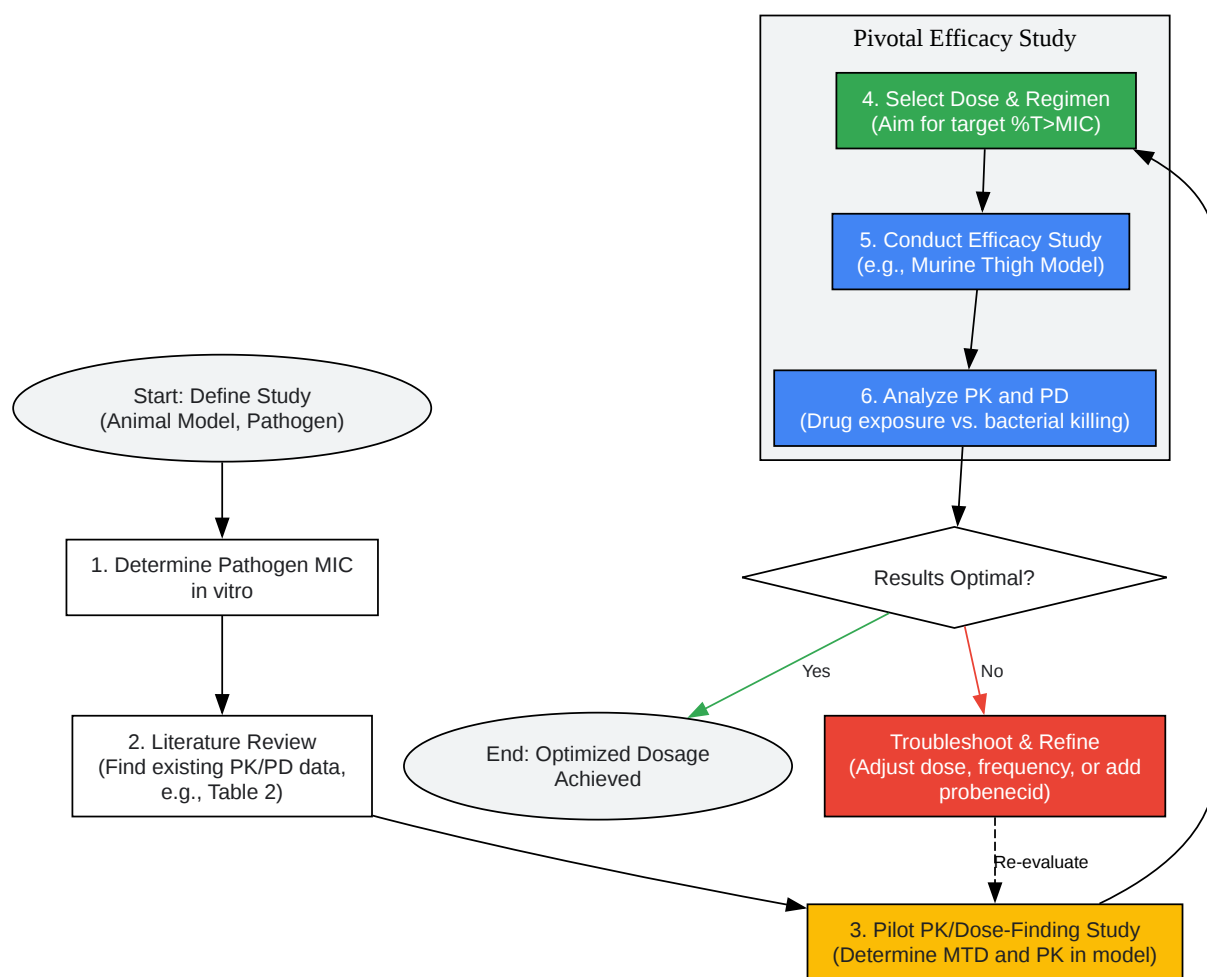 Pivotal Efficacy Study
4. Select Dose & Regimen
(Aim for target %T>MIC)
5. Conduct Efficacy Study
(e.g., Murine Thigh Model)
6. Analyze PK and PD
(Drug exposure vs. bacterial killing)
Start: Define Study
(Animal Model, Pathogen)
1. Determine Pathogen MIC
in vitro
Results Optimal?
Yes
No
2. Literature Review
(Find existing PK/PD data,
e.g., Table 2)
End: Optimized Dosage
Achieved
Troubleshoot & Refine
(Adjust dose, frequency, or add
probenecid)
Re-evaluate
3. Pilot PK/Dose-Finding Study
(Determine MTD and PK in model)